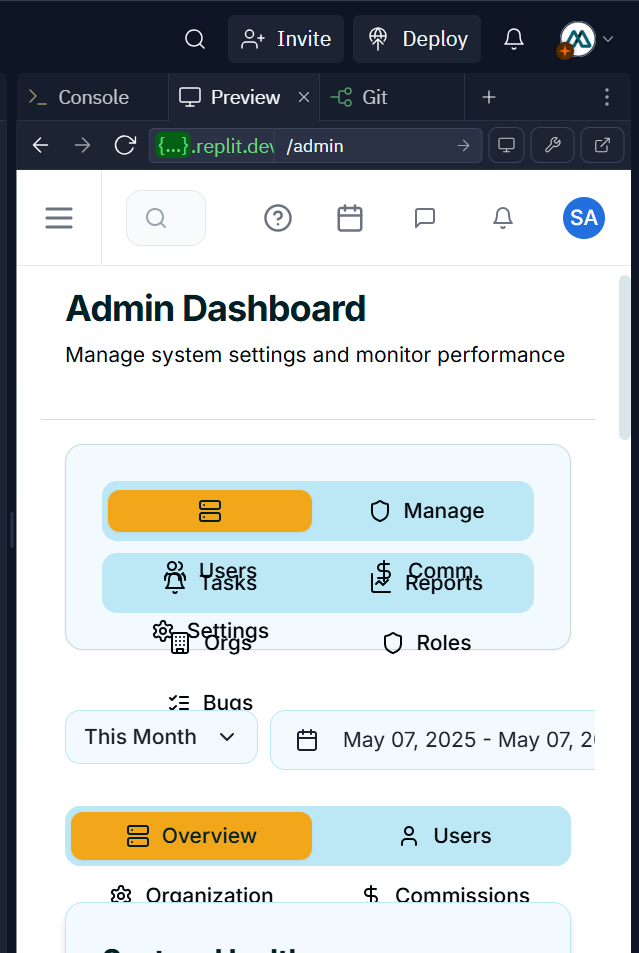 Invite Deploy
Console Preview Git
{...}.replit.dev /admin
SA
Admin Dashboard
Manage system settings and monitor performance
Manage
Users Comm.
Tasks Reports
Settings
Orgs Roles
Bugs
This Month May 07, 2025 - May 07, 2
Overview Users
Organization Commissions